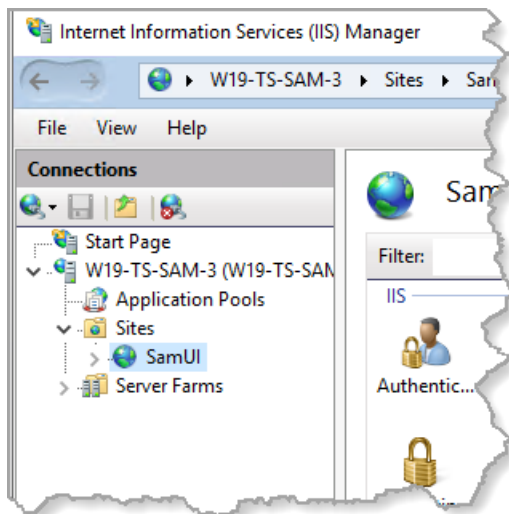 Internet Information Services (IIS) Manager
W19-TS-SAM-3 Sites
File View Help
Connections
Sam
Start Page
Filter:
W19-TS-SAM-3 (W19-TS-SAM
IIS
Application Pools
Sites
SamUI
Server Farms
Authentic...